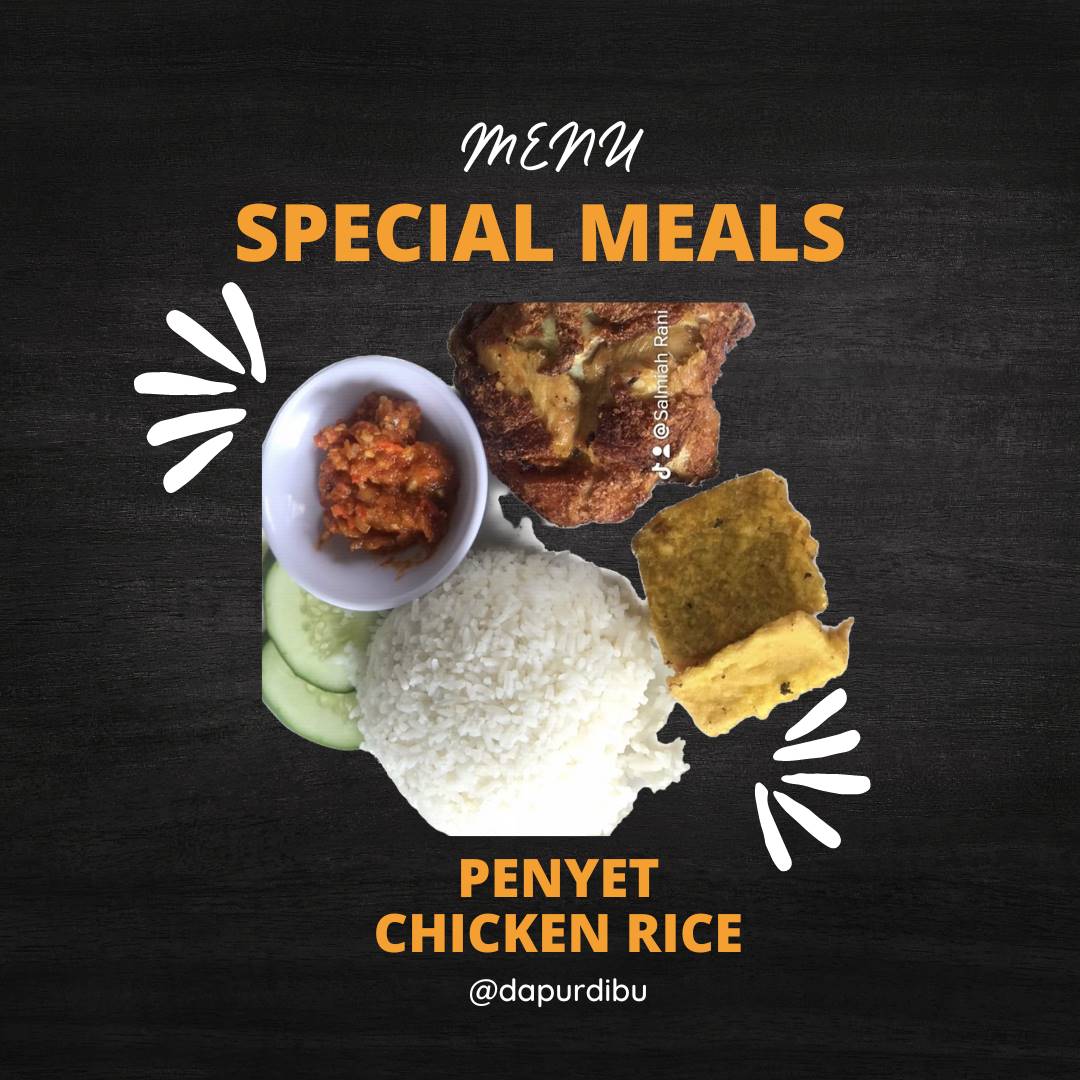 MENU
SPECIAL MEALS
@Salmiah Rani
PENYET
CHICKEN RICE
@dapurdibu